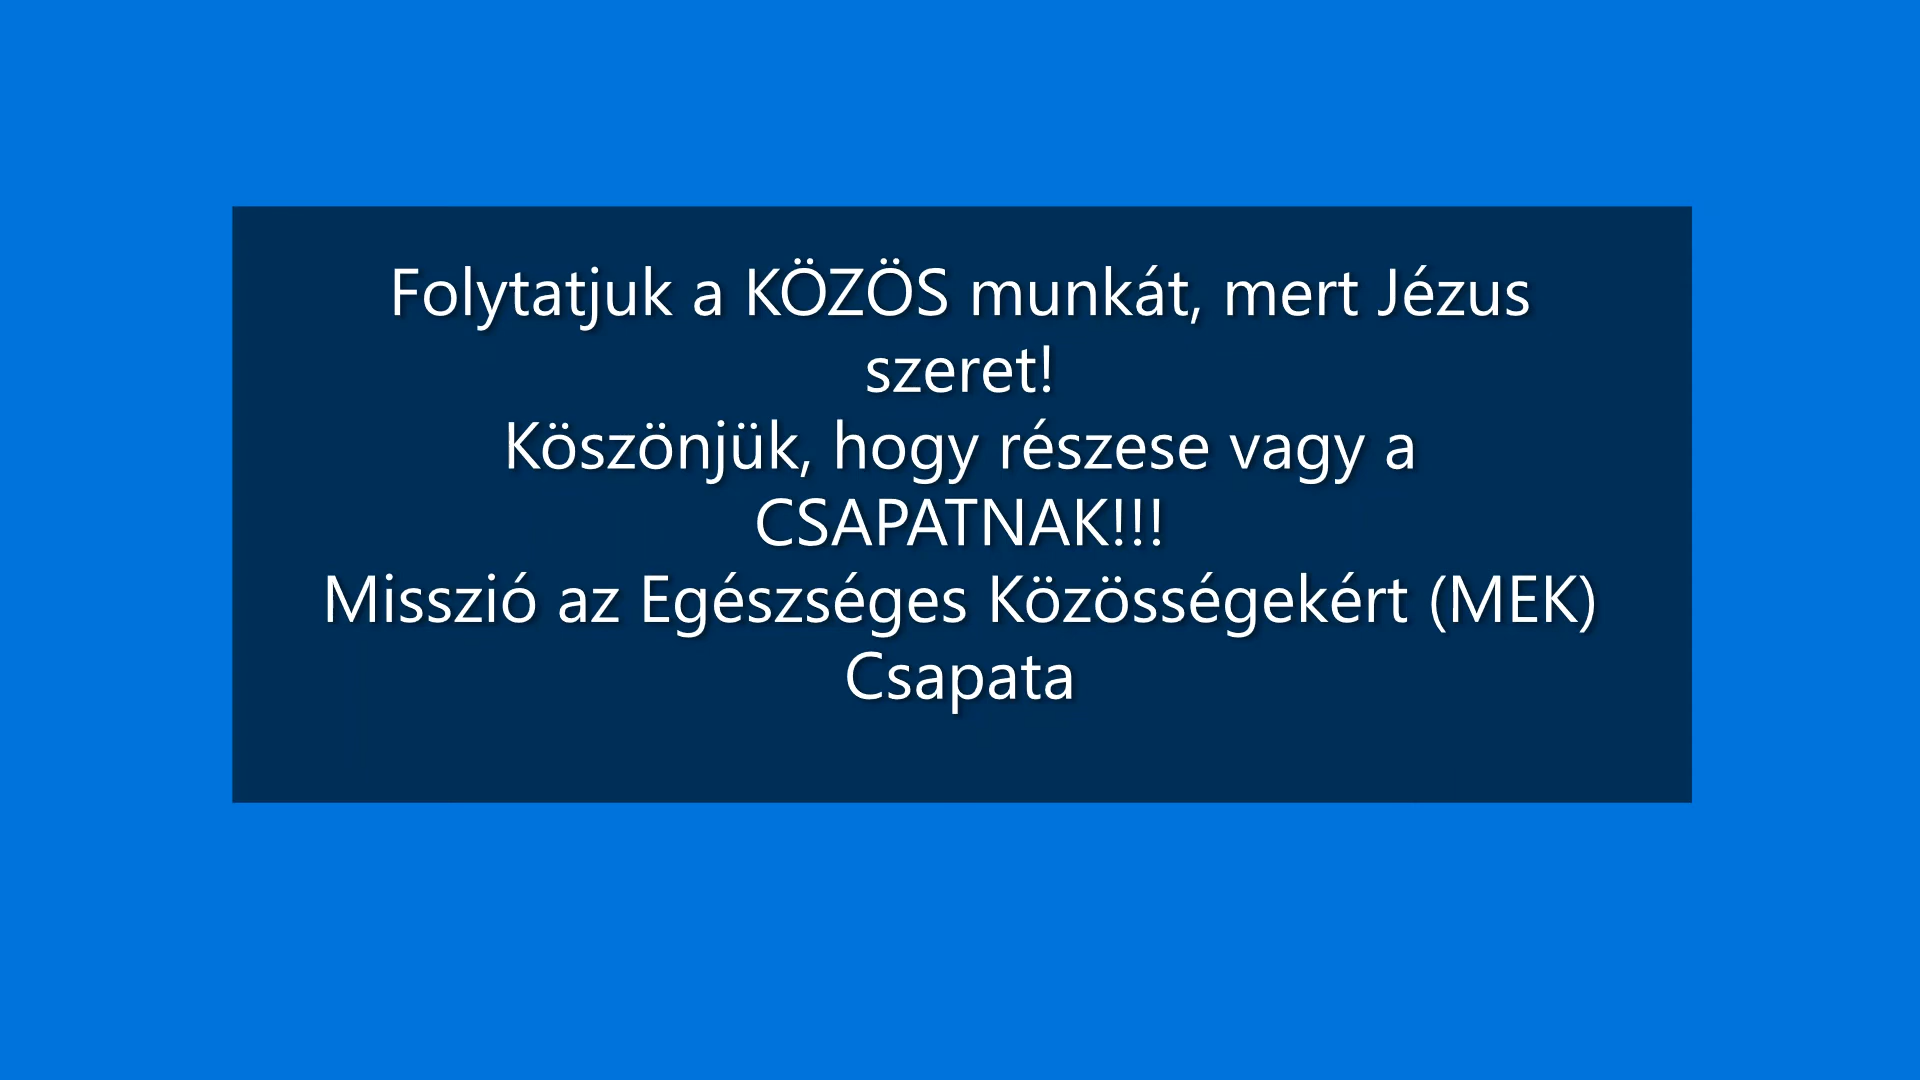 Folytatjuk a KÖZÖS munkát, mert Jézus
szeret!
Köszönjük, hogy részese vagy a
CSAPATNAK!!!
Misszió az Egészséges Közösségekért (MEK)
Csapata